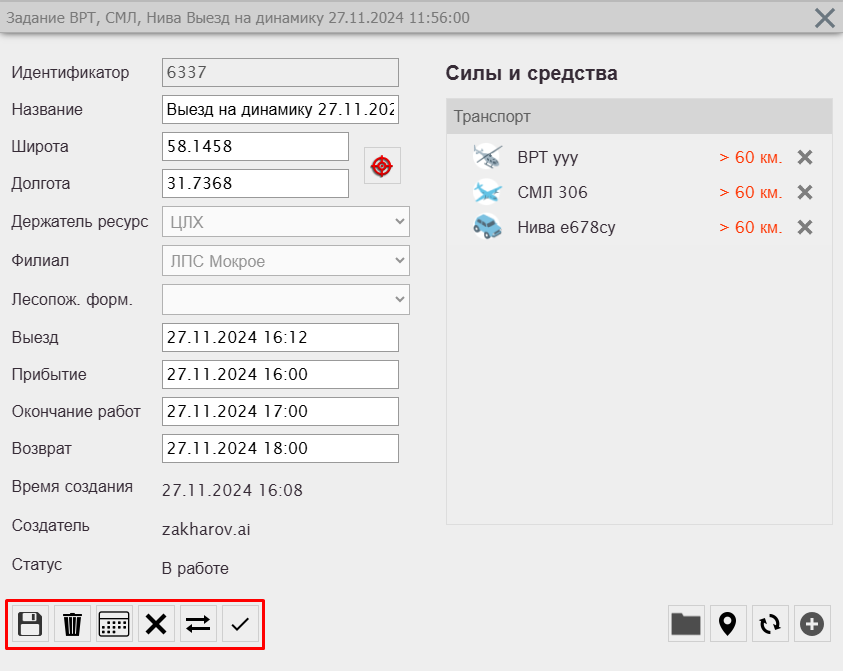 Задание ВРТ, СМЛ, Нива Выезд на динамику 27.11.2024 11:56:00
Идентификатор 6337
Название Выезд на динамику 27.11.202
Широта 58.1458
Долгота 31.7368
Держатель ресурс ЦЛХ
Филиал ЛПС Мокрое
Лесопож. форм.
Выезд 27.11.2024 16:12
Прибытие 27.11.2024 16:00
Окончание работ 27.11.2024 17:00
Возврат 27.11.2024 18:00
Время создания 27.11.2024 16:08
Создатель zakharov.ai
Статус В работе
Силы и средства
Транспорт
ВРТ ууу > 60 км.
СМЛ 306 > 60 км.
Нива е678су > 60 км.